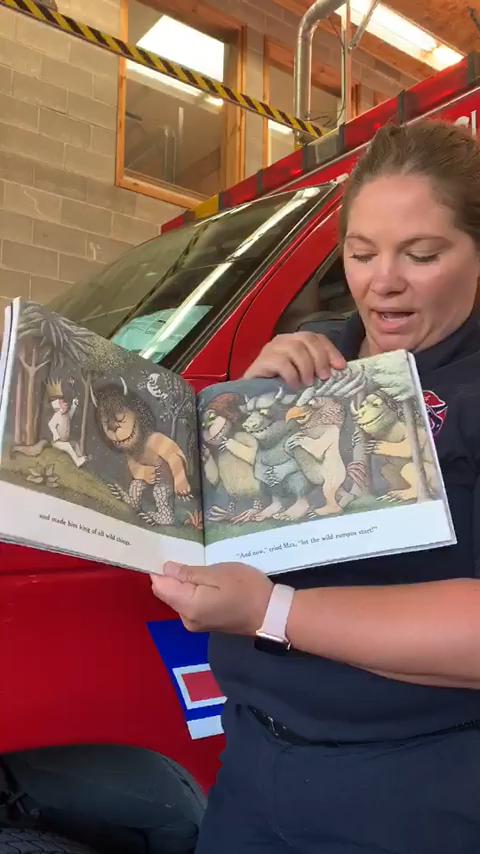 and made him king of all wild things.
"And now," cried Max, "let the wild rumpus start!"